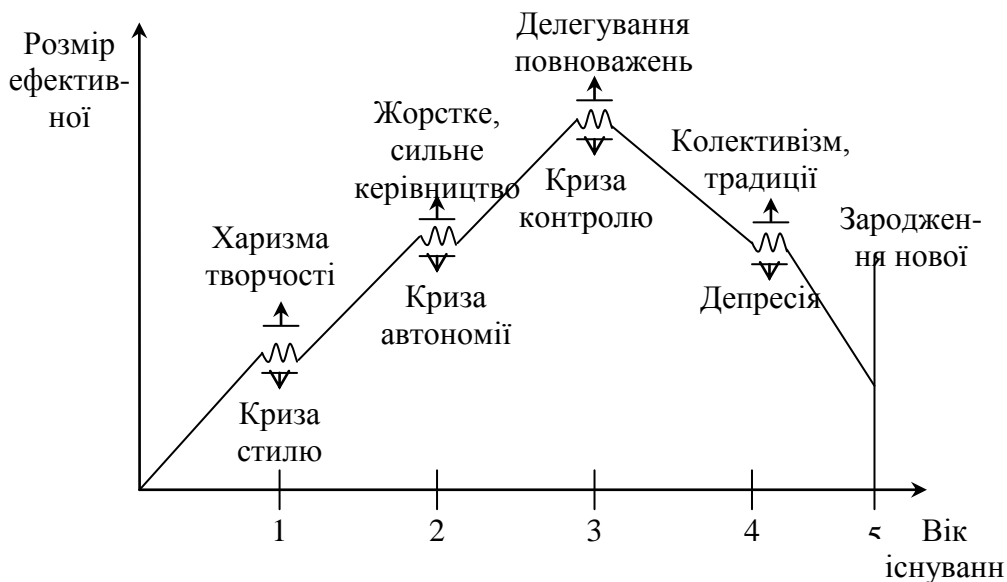 Розмір
ефектив-
ної
Делегування
повноважень
Жорстке,
сильне
керівництво
Колективізм,
традиції
Криза
контролю
Зароджен-
ня нової
Харизма
творчості
Криза
автономії
Депресія
Криза
стилю
1
2
3
4
5
Вік
існуванн